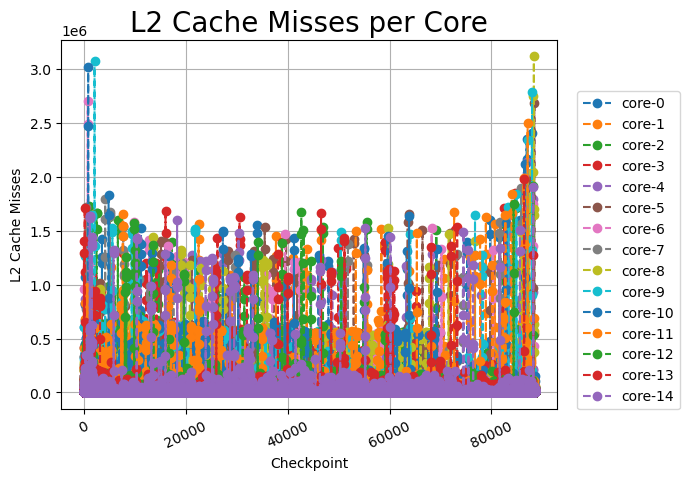 L2 Cache Misses per Core
1e6
3.0
2.5
2.0
1.5
1.0
0.5
0.0
L2 Cache Misses
0
20000
40000
60000
80000
Checkpoint
core-0
core-1
core-2
core-3
core-4
core-5
core-6
core-7
core-8
core-9
core-10
core-11
core-12
core-13
core-14